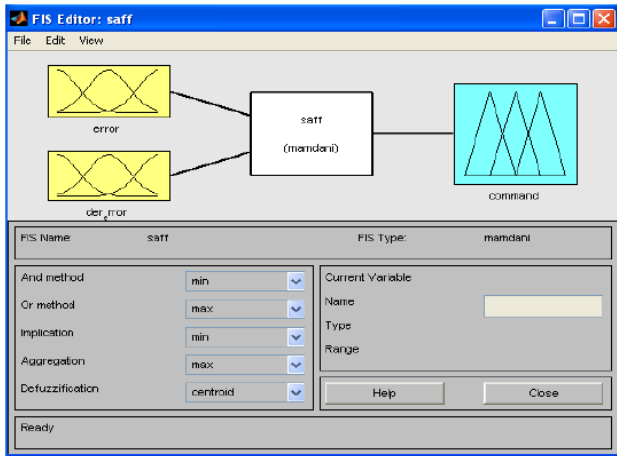 FIS Editor: saff
File Edit View
error
saff
(mamdani)
der_error
command
FIS Name: saff FIS Type: mamdani
And method min
Or method max
Implication min
Aggregation max
Defuzzification centroid
Current Variable
Name
Type
Range
Help Close
Ready